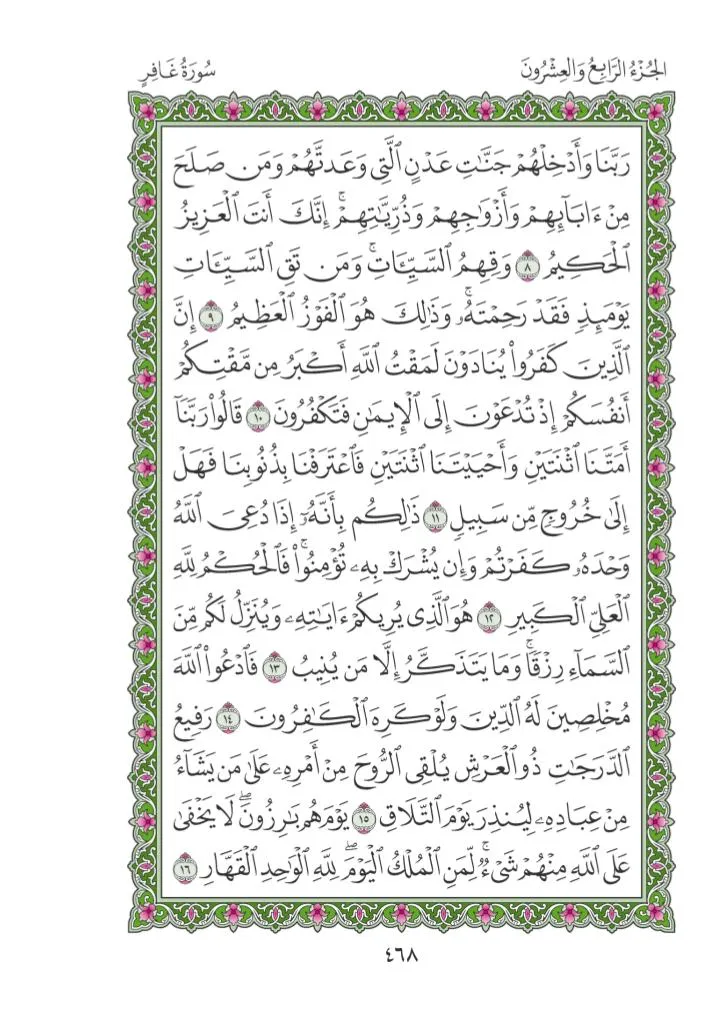 الجُزْءُ الرَّابِعُ وَالعِشْرُونَ
سُورَةُ غَافِرٍ
رَبَّنَا وَأَدْخِلْهُمْ جَنَّٰتِ عَدْنٍ ٱلَّتِى وَعَدتَّهُمْ وَمَن صَلَحَ
مِنْ ءَابَآئِهِمْ وَأَزْوَٰجِهِمْ وَذُرِّيَّٰتِهِمْۚ إِنَّكَ أَنتَ ٱلْعَزِيزُ
ٱلْحَكِيمُ ٨ وَقِهِمُ ٱلسَّيِّـَٔاتِۚ وَمَن تَقِ ٱلسَّيِّـَٔاتِ
يَوْمَئِذٍ فَقَدْ رَحِمْتَهُۥۚ وَذَٰلِكَ هُوَ ٱلْفَوْزُ ٱلْعَظِيمُ ٩ إِنَّ
ٱلَّذِينَ كَفَرُوا۟ يُنَادَوْنَ لَمَقْتُ ٱللَّهِ أَكْبَرُ مِن مَّقْتِكُمْ
أَنفُسَكُمْ إِذْ تُدْعَوْنَ إِلَى ٱلْإِيمَٰنِ فَتَكْفُرُونَ ١٠ قَالُوا۟ رَبَّنَآ
أَمَتَّنَا ٱثْنَتَيْنِ وَأَحْيَيْتَنَا ٱثْنَتَيْنِ فَٱعْتَرَفْنَا بِذُنُوبِنَا فَهَلْ
إِلَىٰ خُرُوجٍ مِّن سَبِيلٍ ١١ ذَٰلِكُم بِأَنَّهُۥٓ إِذَا دُعِىَ ٱللَّهُ
وَحْدَهُۥ كَفَرْتُمْ وَإِن يُشْرَكْ بِهِۦ تُؤْمِنُوا۟ۚ فَٱلْحُكْمُ لِلَّهِ
ٱلْعَلِىِّ ٱلْكَبِيرِ ١٢ هُوَ ٱلَّذِى يُرِيكُمْ ءَايَٰتِهِۦ وَيُنَزِّلُ لَكُم مِّنَ
ٱلسَّمَآءِ رِزْقًاۚ وَمَا يَتَذَكَّرُ إِلَّا مَن يُنِيبُ ١٣ فَٱدْعُوا۟ ٱللَّهَ
مُخْلِصِينَ لَهُ ٱلدِّينَ وَلَوْ كَرِهَ ٱلْكَٰفِرُونَ ١٤ رَفِيعُ
ٱلدَّرَجَٰتِ ذُو ٱلْعَرْشِ يُلْقِى ٱلرُّوحَ مِنْ أَمْرِهِۦ عَلَىٰ مَن يَشَآءُ
مِنْ عِبَادِهِۦ لِيُنذِرَ يَوْمَ ٱلتَّلَاقِ ١٥ يَوْمَ هُم بَٰرِزُونَۖ لَا يَخْفَىٰ
عَلَى ٱللَّهِ مِنْهُمْ شَىْءٌۚ لِّمَنِ ٱلْمُلْكُ ٱلْيَوْمَۖ لِلَّهِ ٱلْوَٰحِدِ ٱلْقَهَّارِ ١٦
٤٦٨